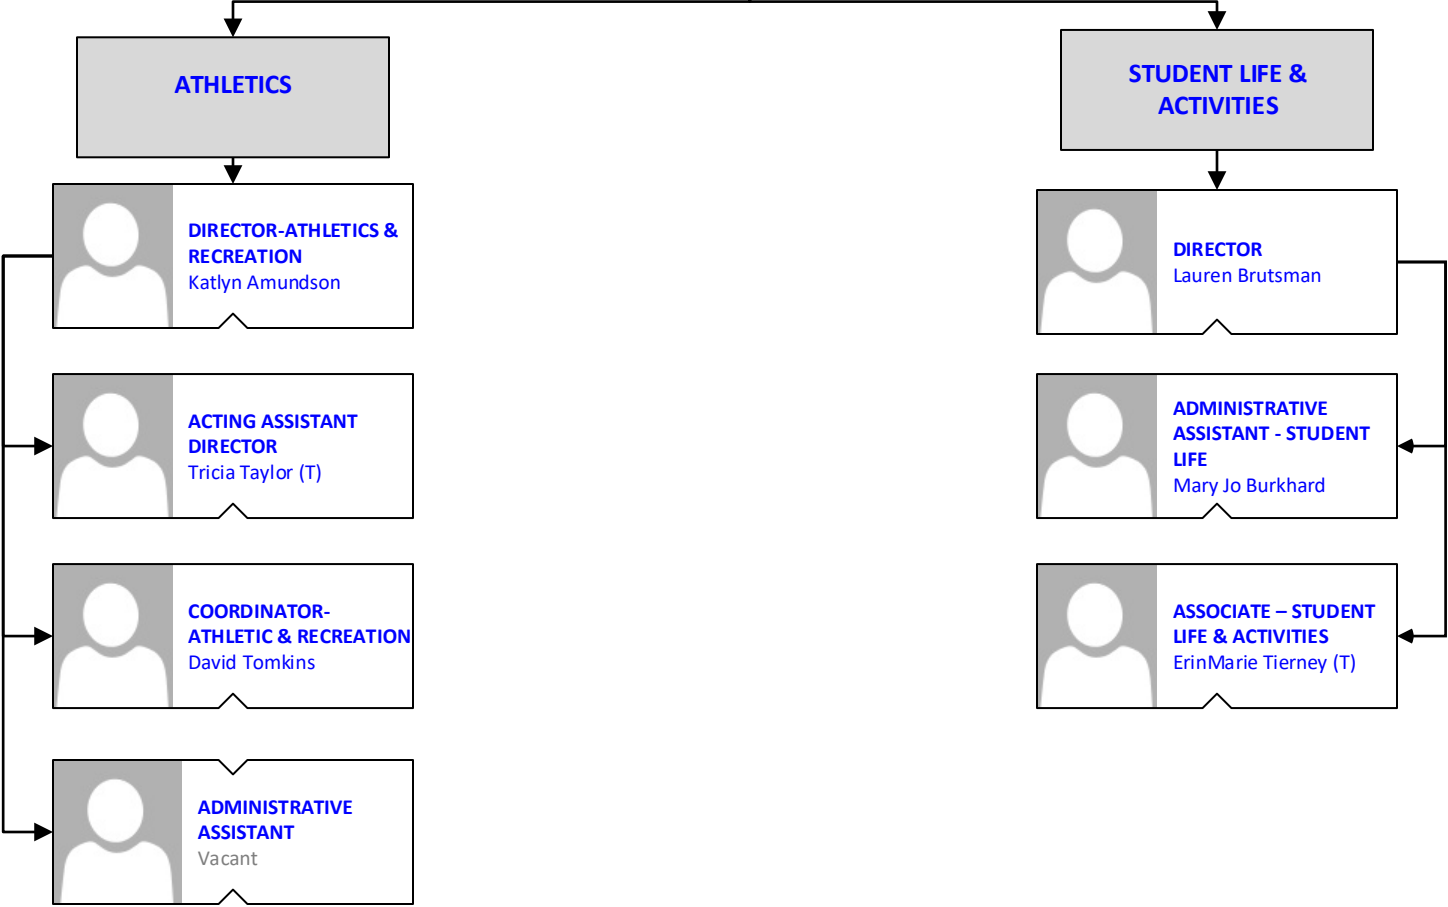 ATHLETICS
DIRECTOR-ATHLETICS &
RECREATION
Katlyn Amundson
ACTING ASSISTANT
DIRECTOR
Tricia Taylor (T)
COORDINATOR-
ATHLETIC & RECREATION
David Tomkins
ADMINISTRATIVE
ASSISTANT
Vacant
STUDENT LIFE &
ACTIVITIES
DIRECTOR
Lauren Brutsman
ADMINISTRATIVE
ASSISTANT - STUDENT
LIFE
Mary Jo Burkhard
ASSOCIATE – STUDENT
LIFE & ACTIVITIES
ErinMarie Tierney (T)